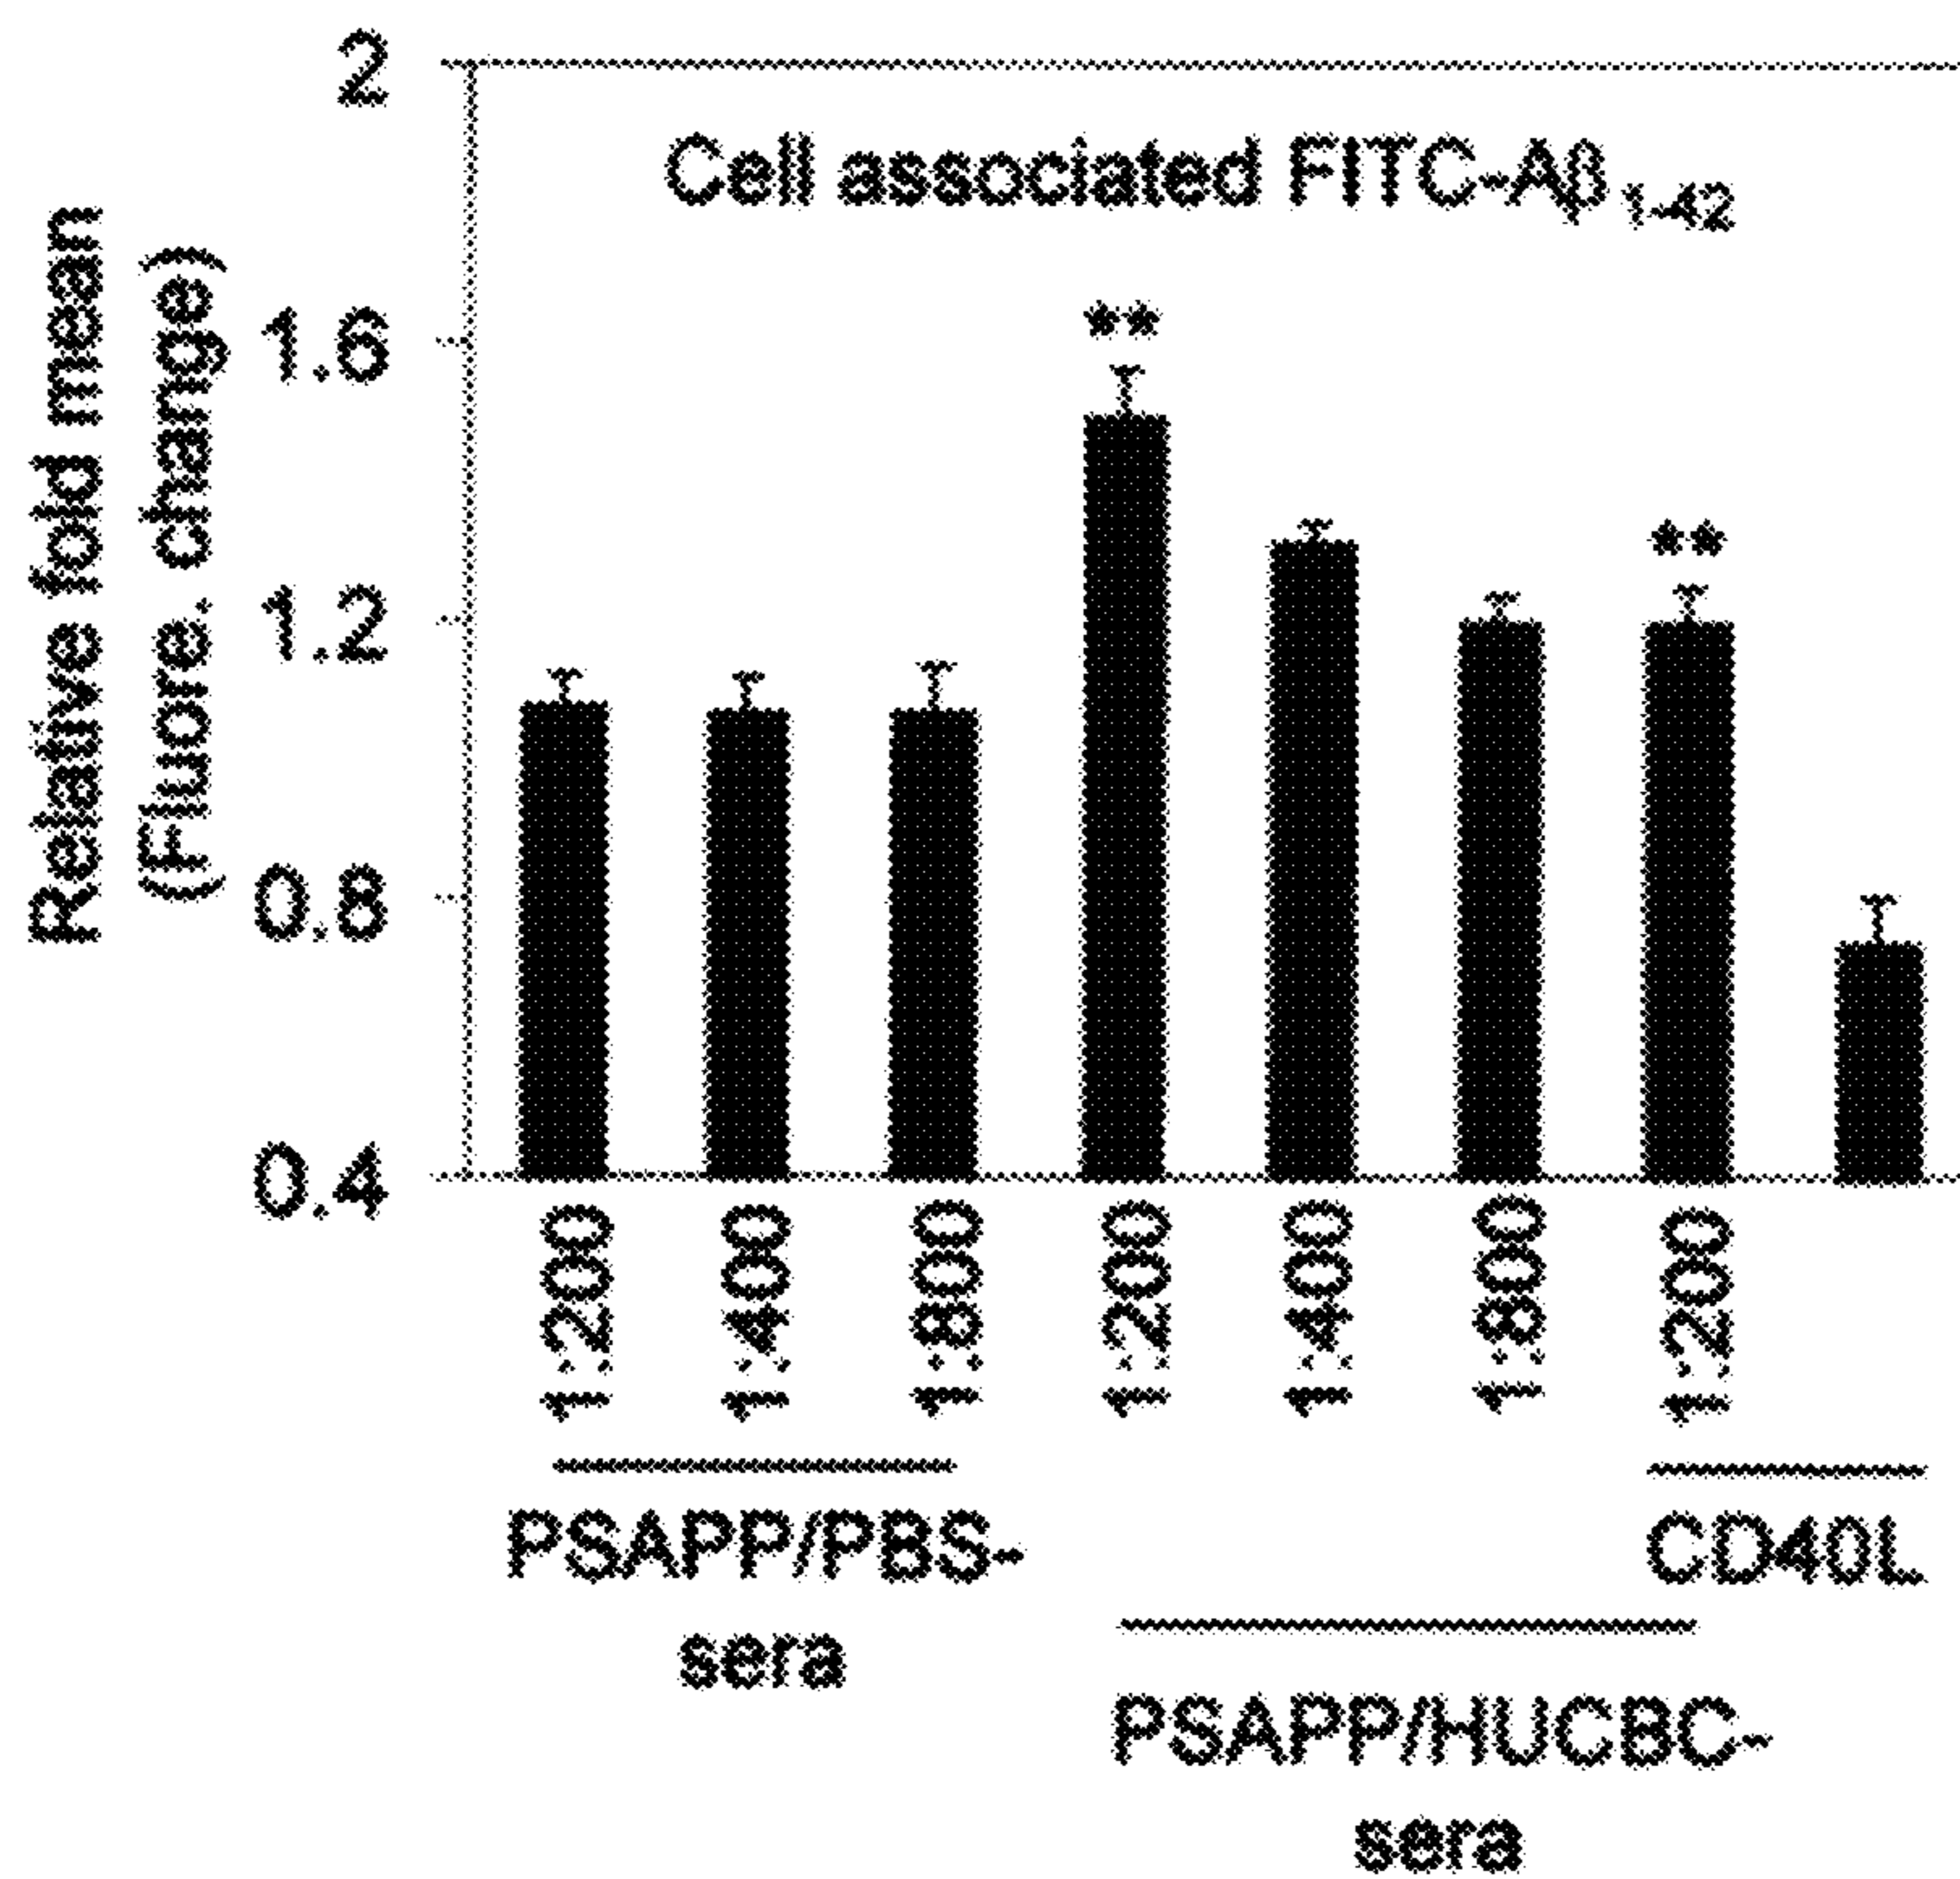 Relative fold mean
(Fluore. change)
2
1.6
1.2
0.8
0.4
Cell associated FITC-Aβ1-42
**
**
1:200
1:400
1:800
1:200
1:400
1:800
1:200
PSAPP/PBS-
sera
CD40L
PSAPP/HUCBC-
sera